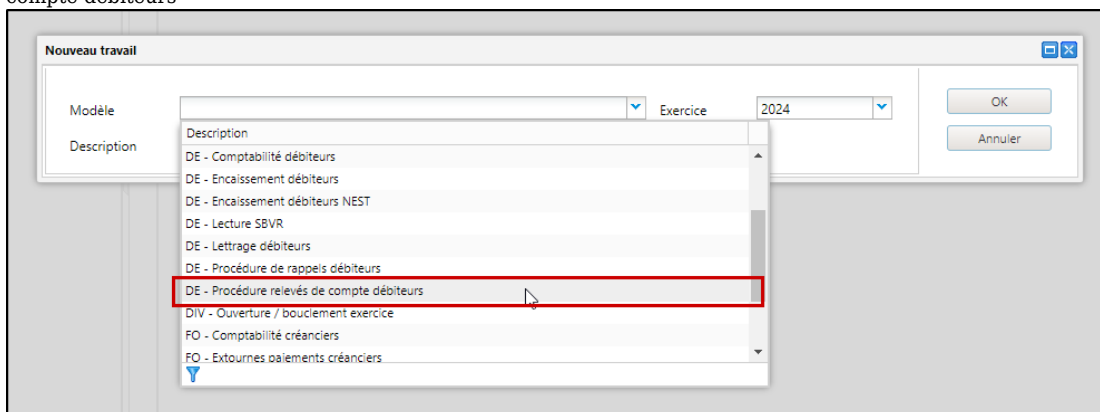 compte débiteurs
Nouveau travail
Modèle
Exercice
2024
OK
Description
Annuler
Description
DE - Comptabilité débiteurs
DE - Encaissement débiteurs
DE - Encaissement débiteurs NEST
DE - Lecture SBVR
DE - Lettrage débiteurs
DE - Procédure de rappels débiteurs
DE - Procédure relevés de compte débiteurs
DIV - Ouverture / bouclement exercice
FO - Comptabilité créanciers
FO - Extournes paiements créanciers